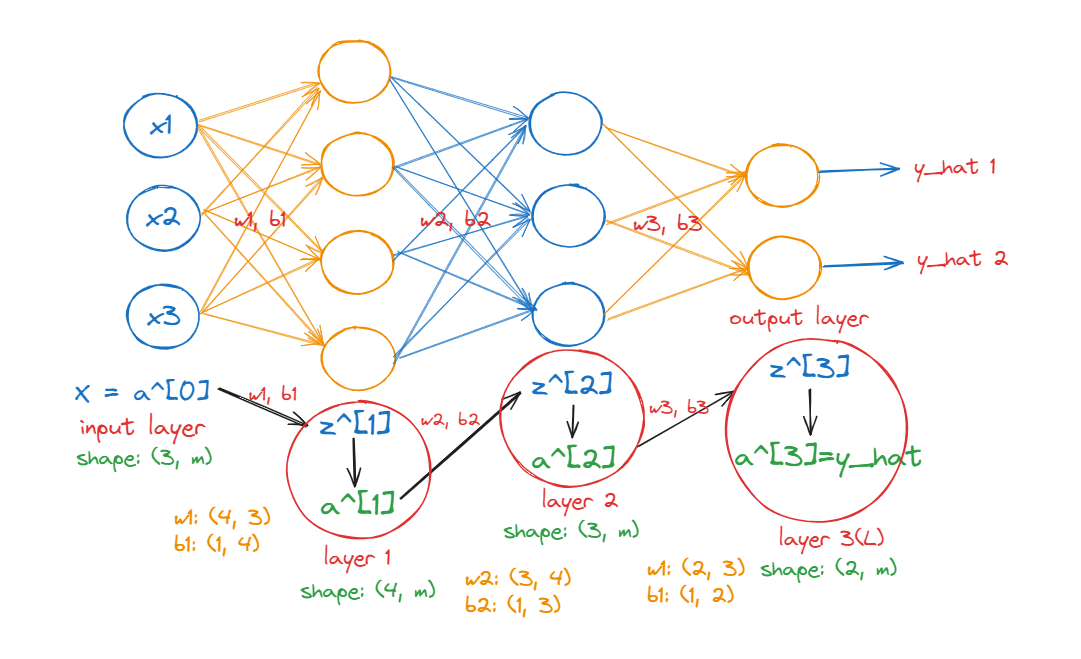 x1
x2
x3
w1, b1
w2, b2
w3, b3
y_hat 1
y_hat 2
output layer
x = a^[0]
input layer
shape: (3, m)
w1, b1
z^[1]
a^[1]
layer 1
shape: (4, m)
w1: (4, 3)
b1: (1, 4)
w2, b2
z^[2]
a^[2]
layer 2
shape: (3, m)
w2: (3, 4)
b2: (1, 3)
w3, b3
z^[3]
a^[3]=y_hat
layer 3(L)
shape: (2, m)
w1: (2, 3)
b1: (1, 2)